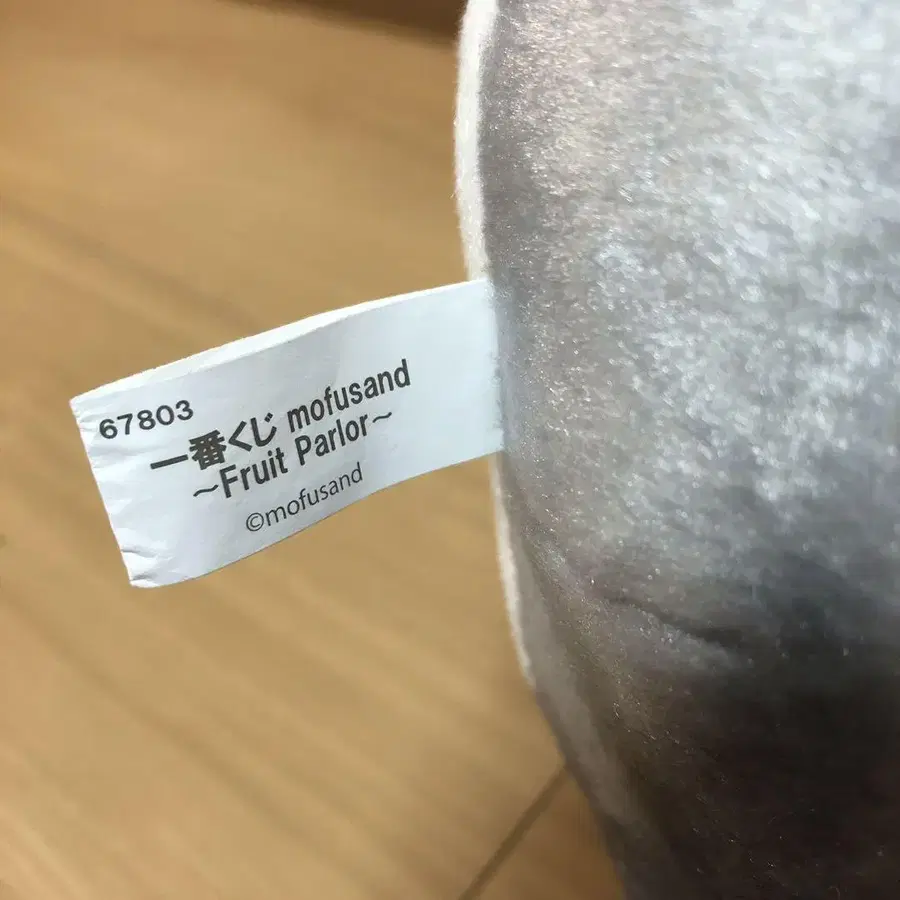 67803
一番くじ mofusand
～Fruit Parlor～
©mofusand